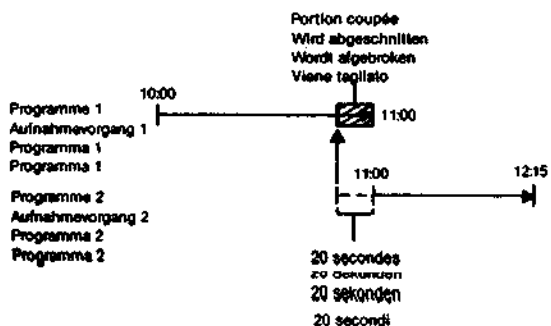 Portion coupée
Wird abgeschnitten
Wordt afgebroken
Viene tagliato
10:00
Programme 1
11:00
Aufnahmevorgang 1
Programma 1
Programma 1
11:00
12:15
Programme 2
Aufnahmevorgang 2
Programma 2
Programma 2
20 secondes
20 Sekunden
20 sekonden
20 secondi